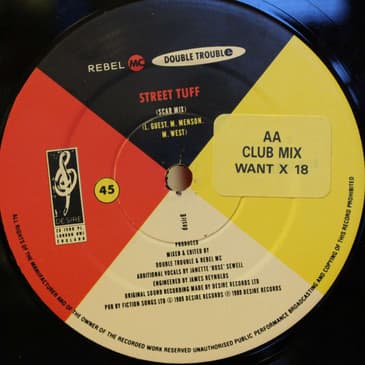 REBEL MC DOUBLE TROUBLE
STREET TUFF
(SCAR MIX)
(L. GUEST, M. MENSON,
M. WEST)
AA
CLUB MIX
WANT X 18
DESIRE
45
desire
PRODUCED
MIXED & EDITED BY
DOUBLE TROUBLE & REBEL MC
ADDITIONAL VOCALS BY JANETTE 'ROSE' SEWELL
ENGINEERED BY JAMES REYNOLDS
ORIGINAL SOUND RECORDING MADE BY DESIRE RECORDS LTD
PUB BY FICTION SONGS LTD ℗ 1989 DESIRE RECORDS © 1989 DESIRE RECORDS
ALL RIGHTS OF THE MANUFACTURER AND OF THE OWNER OF THE RECORDED WORK RESERVED UNAUTHORISED PUBLIC PERFORMANCE BROADCASTING AND COPYING OF THIS RECORD PROHIBITED